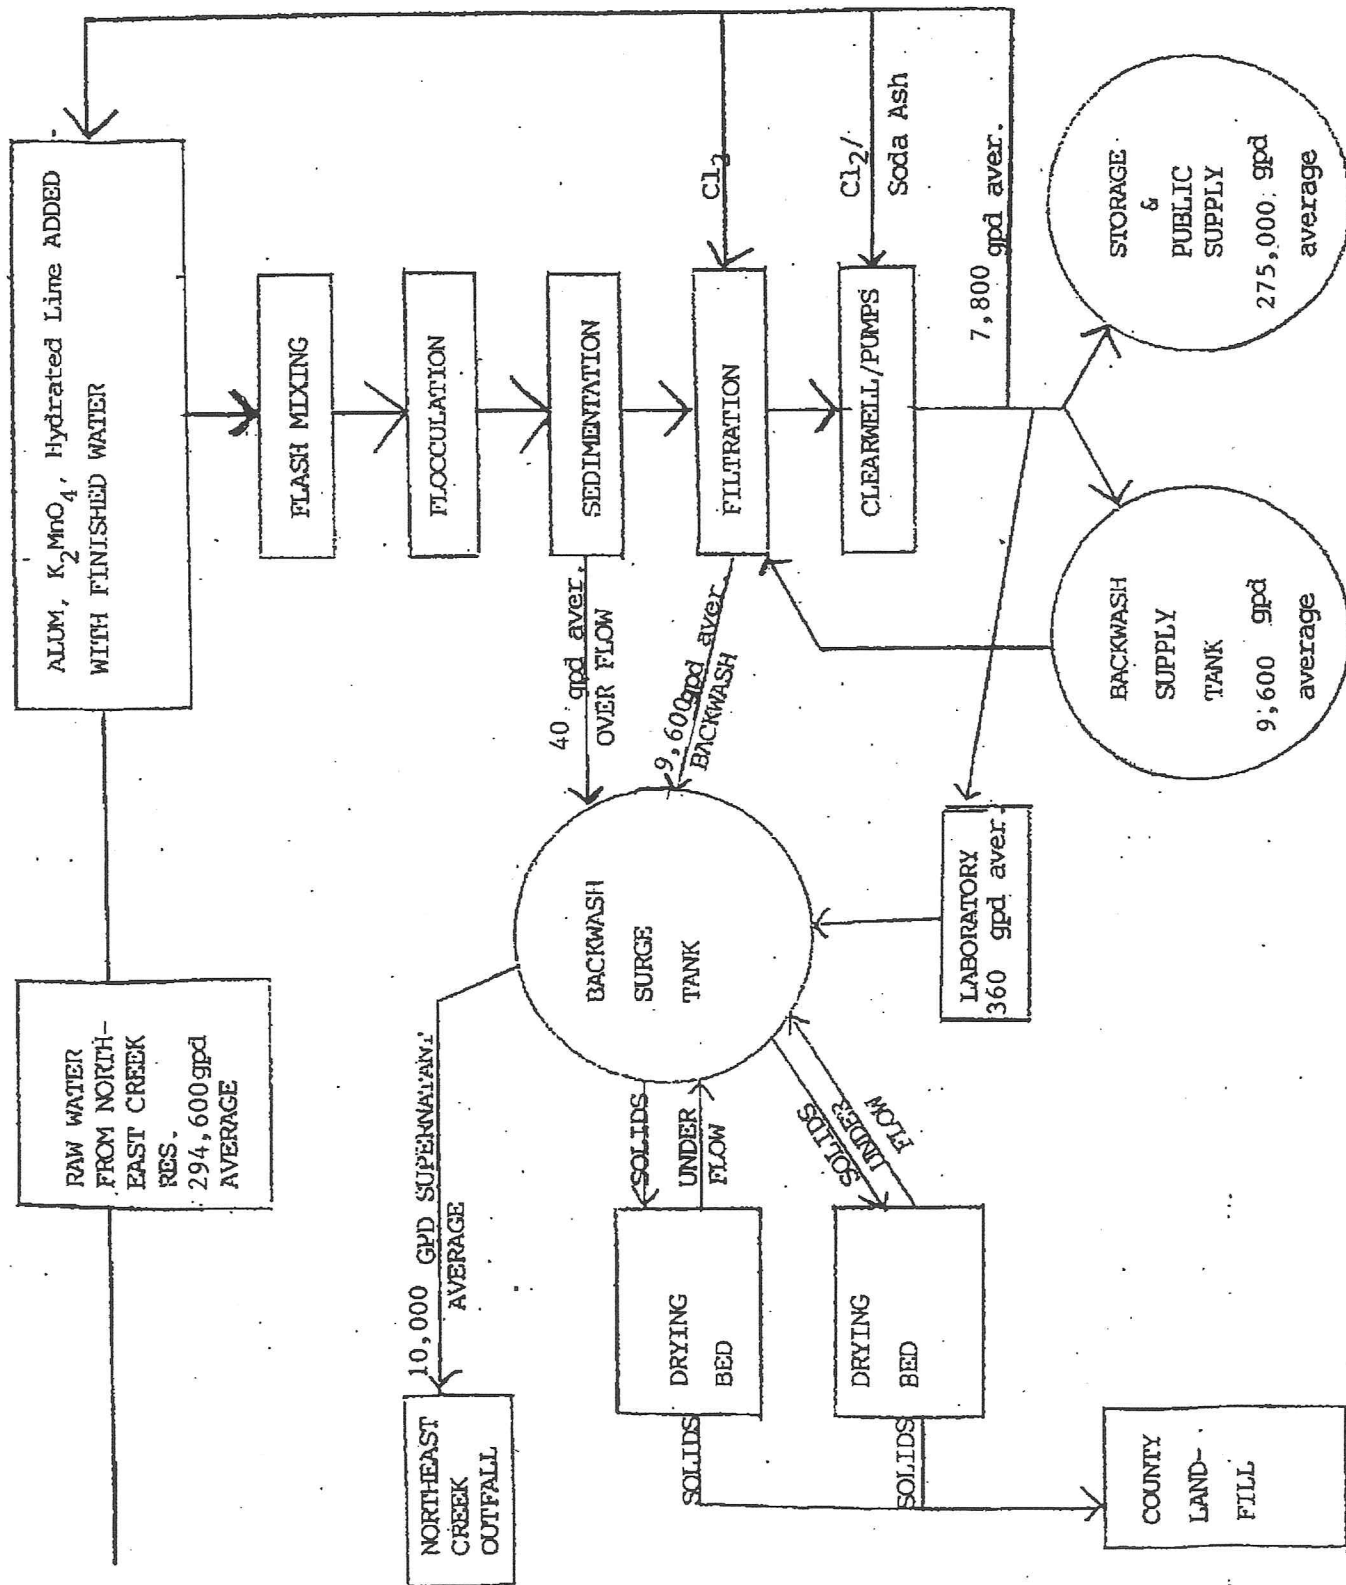 RAW WATER
FROM NORTH-
EAST CREEK
RES.
294,600gpd
AVERAGE
ALUM, K2MnO4, Hydrated Lime ADDED
WITH FINISHED WATER
FLASH MIXING
FLOCCULATION
SEDIMENTATION
FILTRATION
CLEARWELL/PUMPS
Cl2
Cl2/
Soda Ash
7,800 gpd aver.
STORAGE
&
PUBLIC
SUPPLY
275,000 gpd
average
BACKWASH
SUPPLY
TANK
9,600 gpd
average
40 gpd aver.
OVER FLOW
9,600gpd aver.
BACKWASH
LABORATORY
360 gpd aver.
BACKWASH
SURGE
TANK
10,000 GPD SUPERNATANT
AVERAGE
NORTHEAST
CREEK
OUTFALL
SOLIDS
UNDER
FLOW
SOLIDS
UNDER
FLOW
DRYING
BED
DRYING
BED
SOLIDS
SOLIDS
COUNTY
LAND-
FILL